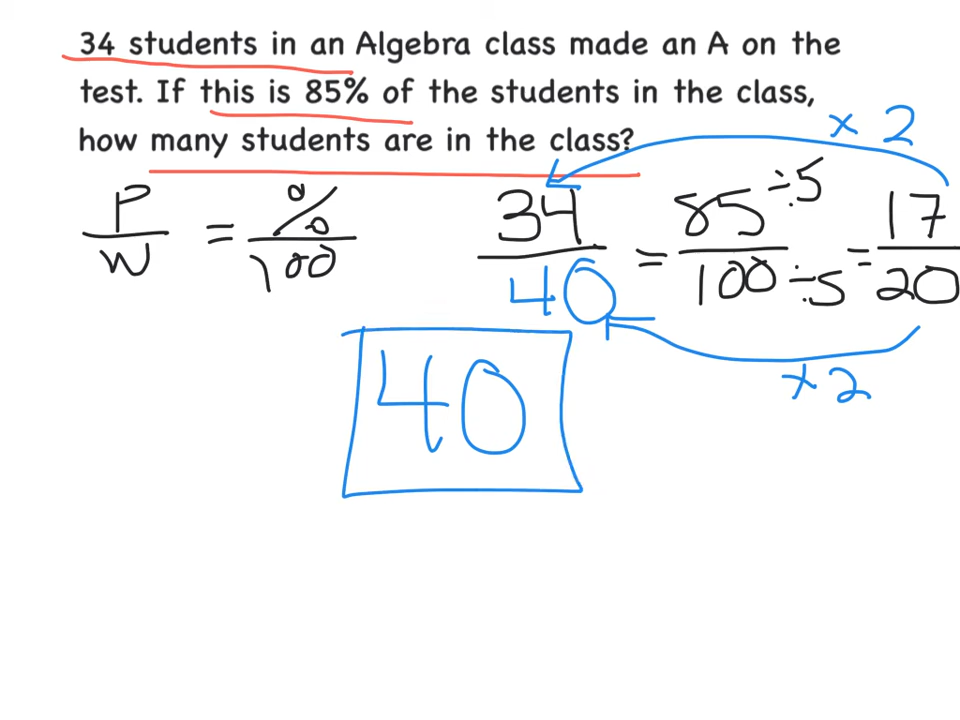 34 students in an Algebra class made an A on the
test. If this is 85% of the students in the class,
how many students are in the class?
× 2
P/W = %/100
34/40 = 85÷5/100÷5 = 17/20
× 2
40